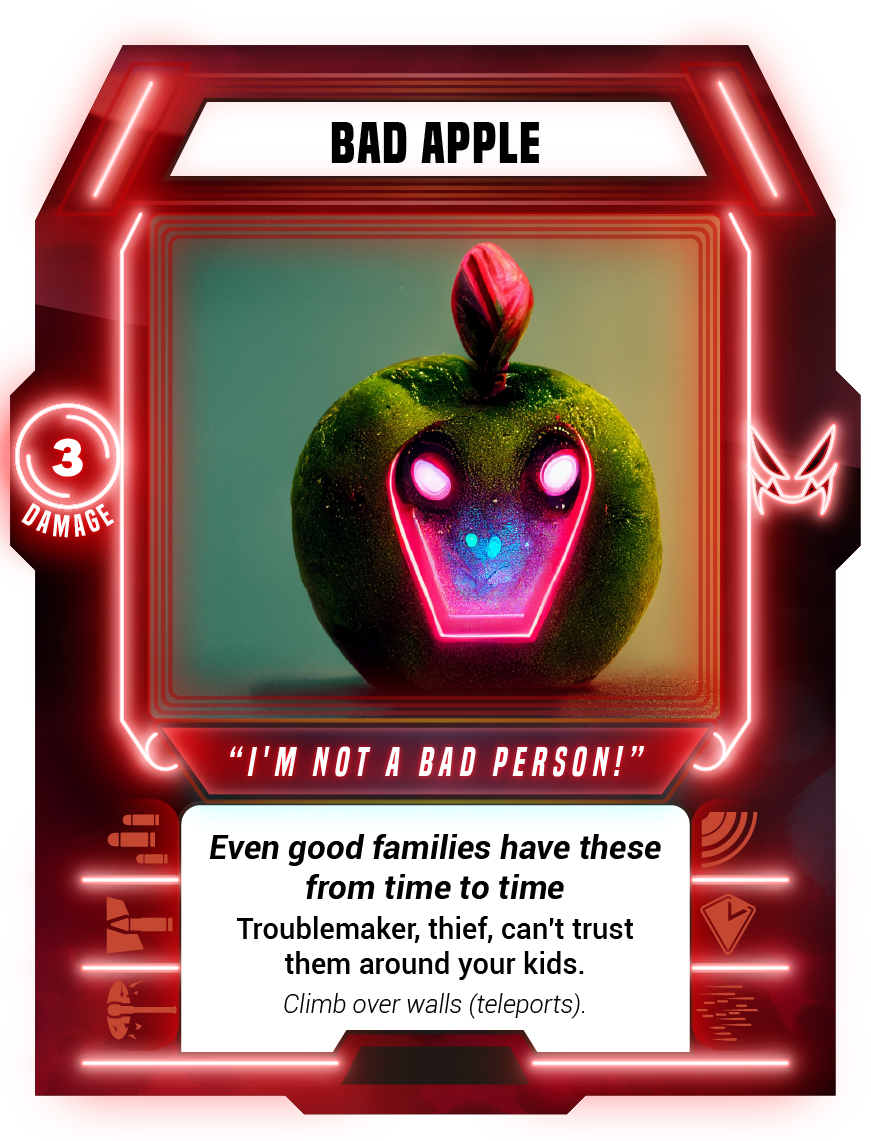 BAD APPLE
3
DAMAGE
“I'M NOT A BAD PERSON!”
Even good families have these
from time to time
Troublemaker, thief, can't trust
them around your kids.
Climb over walls (teleports).